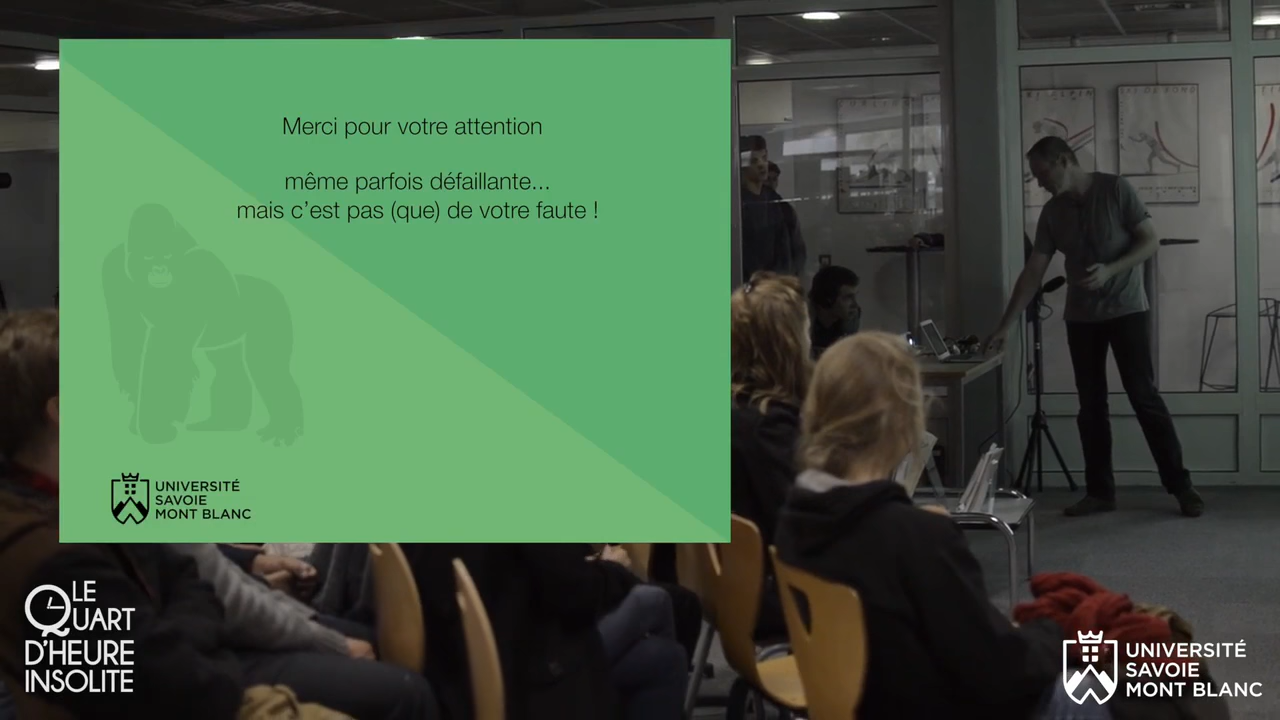 Merci pour votre attention
même parfois défaillante...
mais c'est pas (que) de votre faute !
UNIVERSITÉ
SAVOIE
MONT BLANC
LE
QUART
D'HEURE
INSOLITE
UNIVERSITÉ
SAVOIE
MONT BLANC